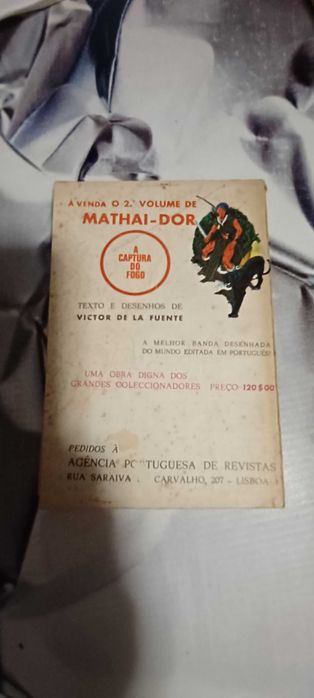 À VENDA O 2.º VOLUME DE
MATHAI-DOR
A
CAPTURA
DO
FOGO
TEXTO E DESENHOS DE
VICTOR DE LA FUENTE
A MELHOR BANDA DESENHADA
DO MUNDO EDITADA EM PORTUGUÊS!
UMA OBRA DIGNA DOS
GRANDES COLECCIONADORES PREÇO 120$00
PEDIDOS À
AGÊNCIA PO TUGUESA DE REVISTAS
RUA SARAIVA CARVALHO, 207 - LISBOA